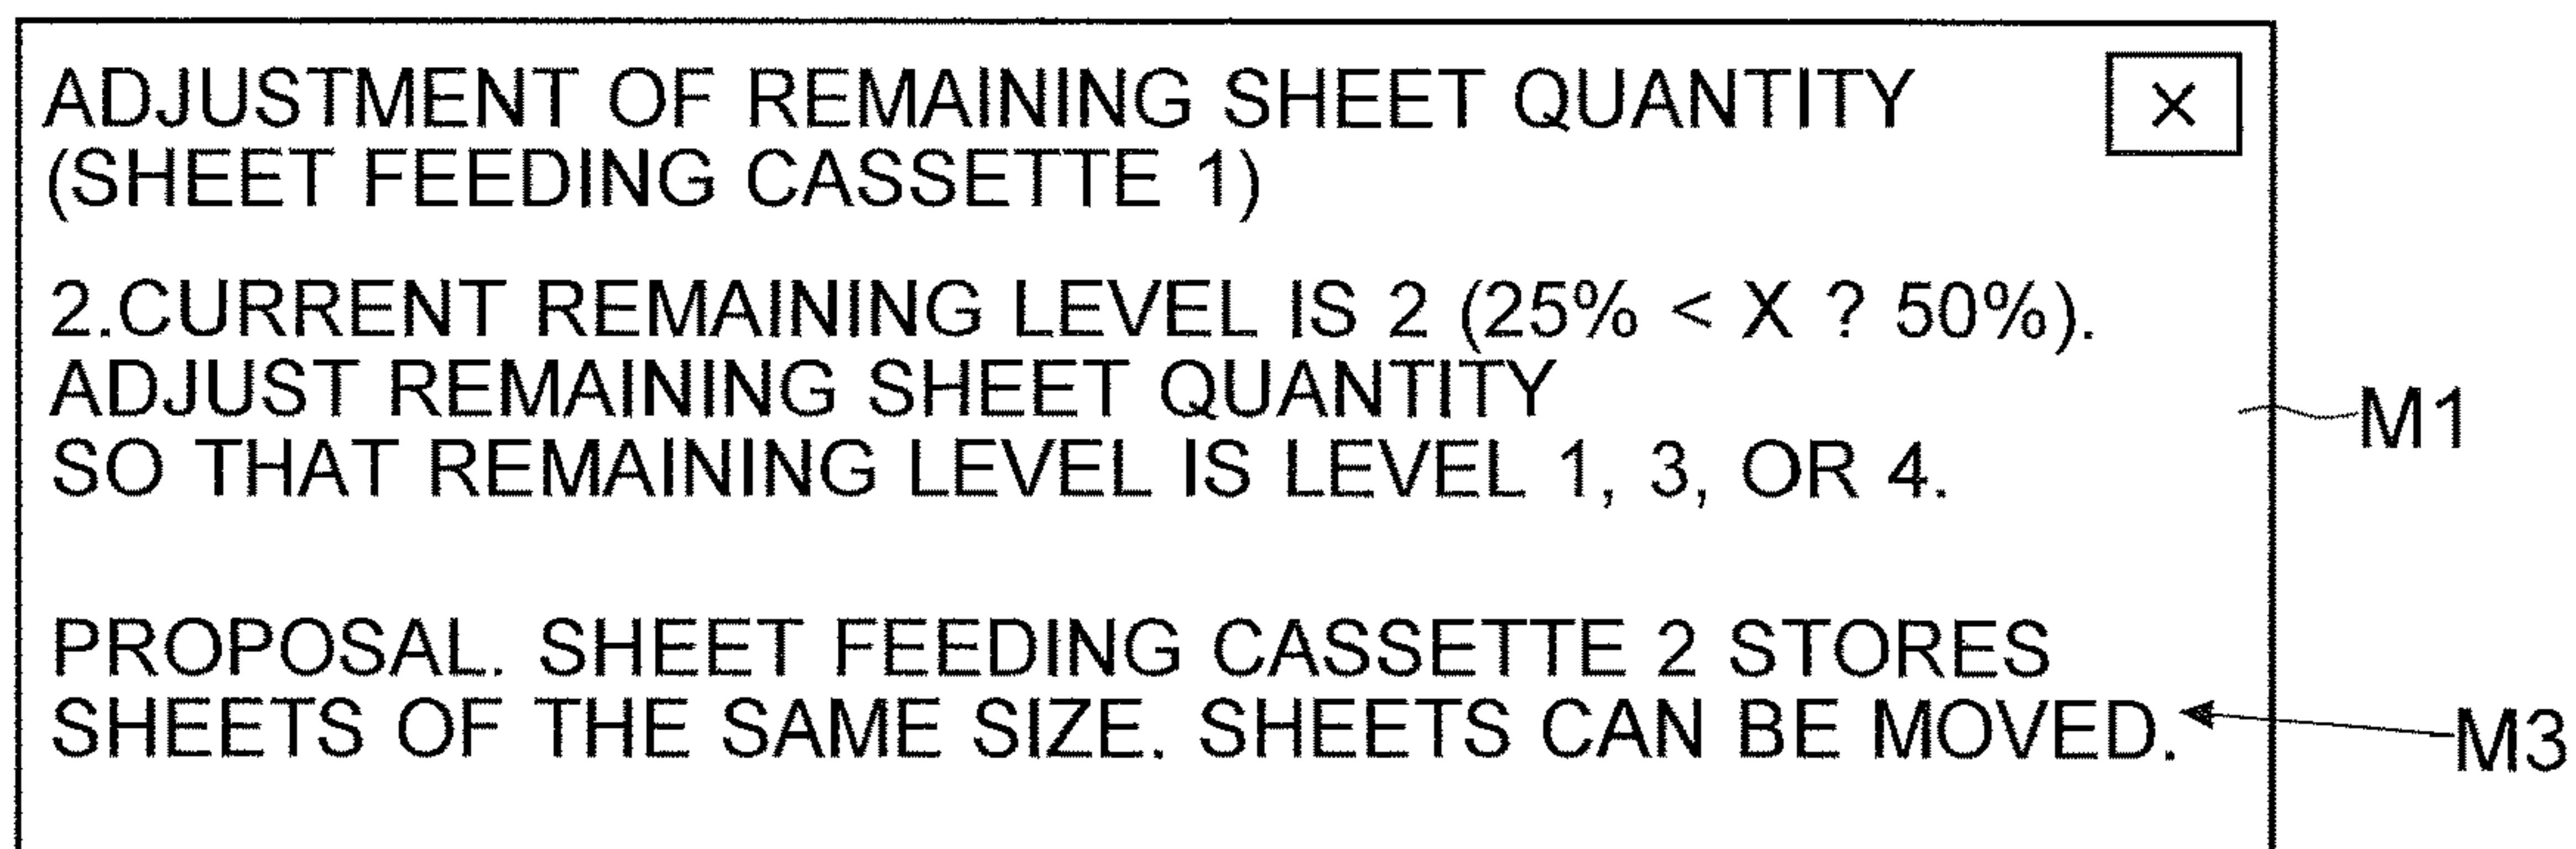 ADJUSTMENT OF REMAINING SHEET QUANTITY
(SHEET FEEDING CASSETTE 1)
X
2.CURRENT REMAINING LEVEL IS 2 (25% < X ? 50%).
ADJUST REMAINING SHEET QUANTITY
SO THAT REMAINING LEVEL IS LEVEL 1, 3, OR 4.
M1
PROPOSAL. SHEET FEEDING CASSETTE 2 STORES
SHEETS OF THE SAME SIZE. SHEETS CAN BE MOVED.
M3